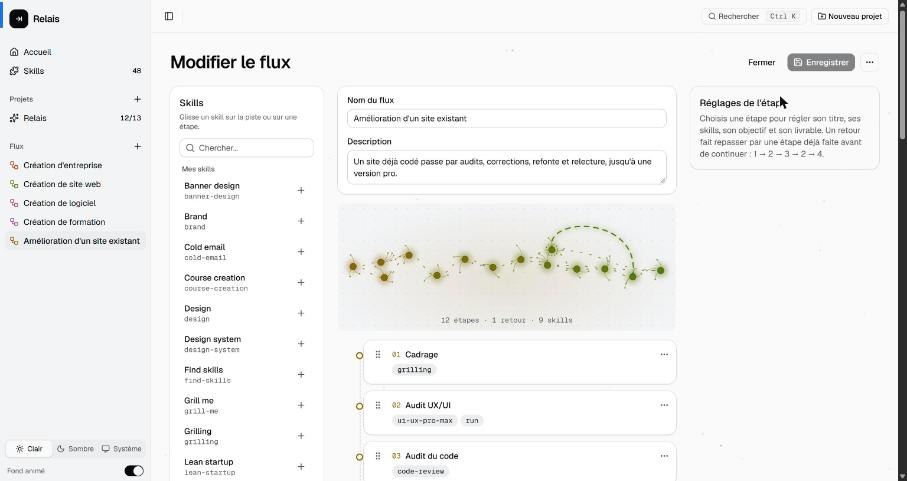 Relais
Accueil
Skills 48
Projets
Relais 12/13
Flux
Création d'entreprise
Création de site web
Création de logiciel
Création de formation
Amélioration d'un site existant
Clair Sombre Système
Fond animé
Rechercher Ctrl K Nouveau projet
Modifier le flux
Fermer Enregistrer
Skills
Glisse un skill sur la piste ou sur une
étape.
Chercher...
Mes skills
Banner design
banner-design
Brand
brand
Cold email
cold-email
Course creation
course-creation
Design
design
Design system
design-system
Find skills
find-skills
Grill me
grill-me
Grilling
grilling
Lean startup
lean-startup
Nom du flux
Amélioration d'un site existant
Description
Un site déjà codé passe par audits, corrections, refonte et relecture, jusqu'à une
version pro.
12 étapes · 1 retour · 9 skills
01 Cadrage
grilling
02 Audit UX/UI
ui-ux-pro-max run
03 Audit du code
code-review
Réglages de l'étape
Choisis une étape pour régler son titre, ses
skills, son objectif et son livrable. Un retour
fait repasser par une étape déjà faite avant
de continuer : 1 → 2 → 3 → 2 → 4.